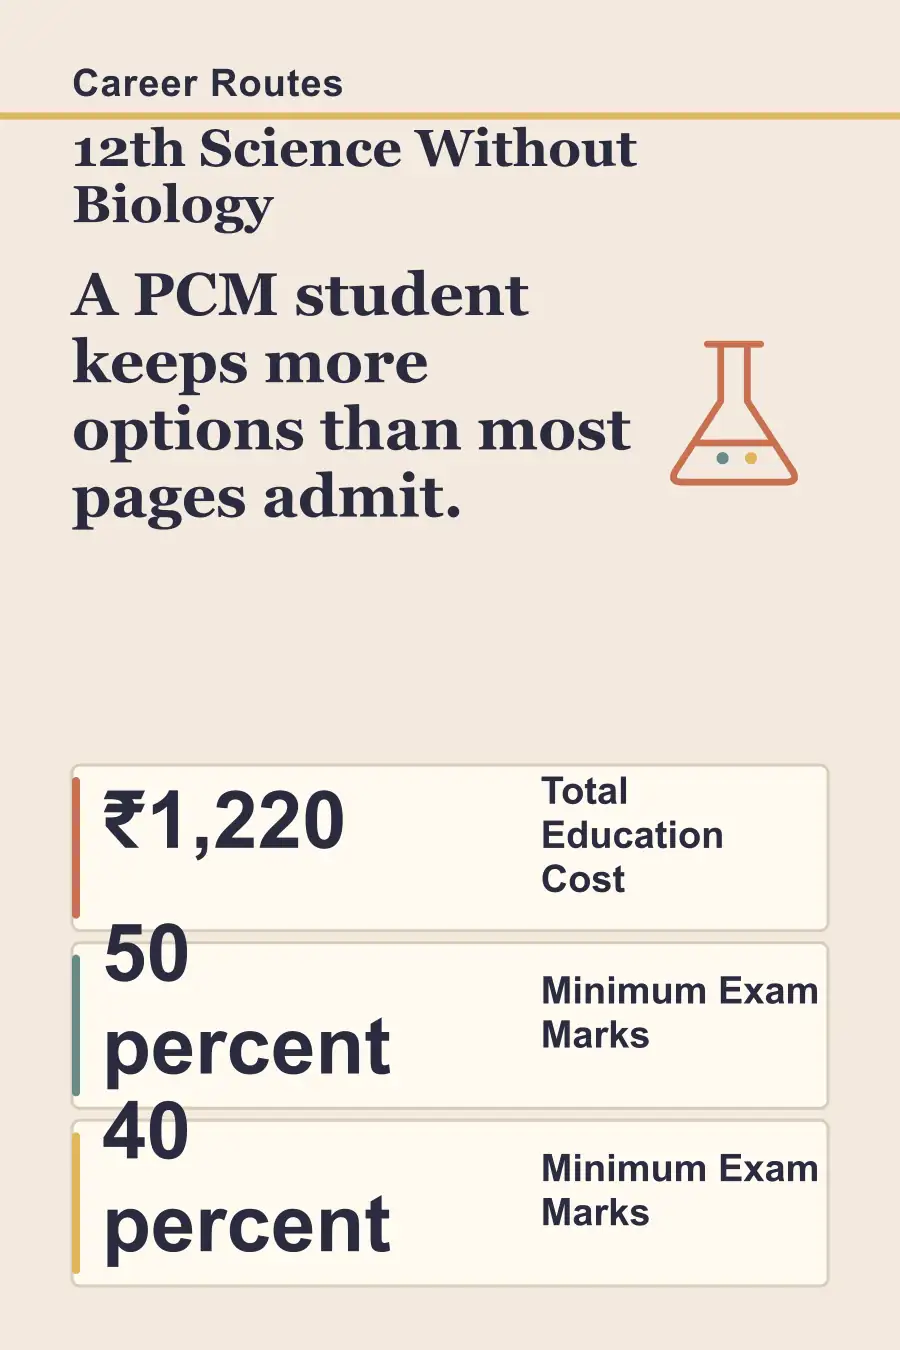 Career Routes
12th Science Without
Biology
A PCM student
keeps more
options than most
pages admit.
₹1,220
Total
Education
Cost
50
percent
Minimum Exam
Marks
40
percent
Minimum Exam
Marks